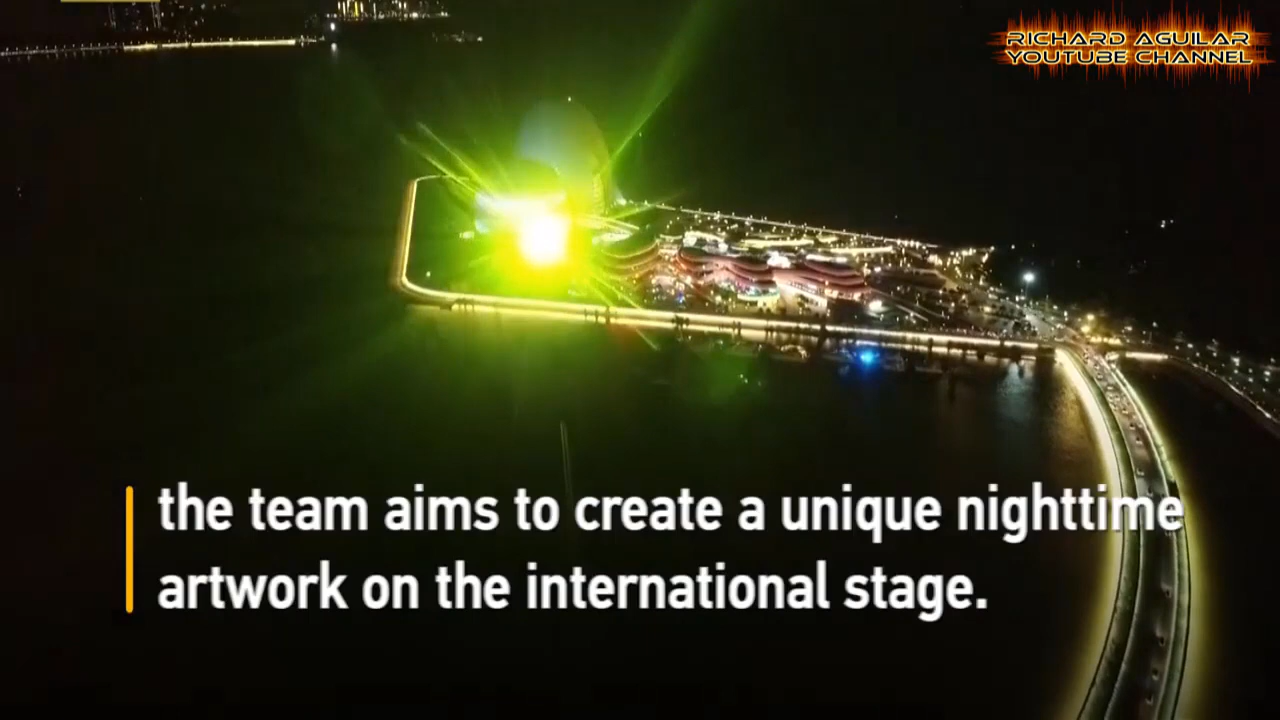 RICHARD AGUILAR
YOUTUBE CHANNEL
the team aims to create a unique nighttime
artwork on the international stage.